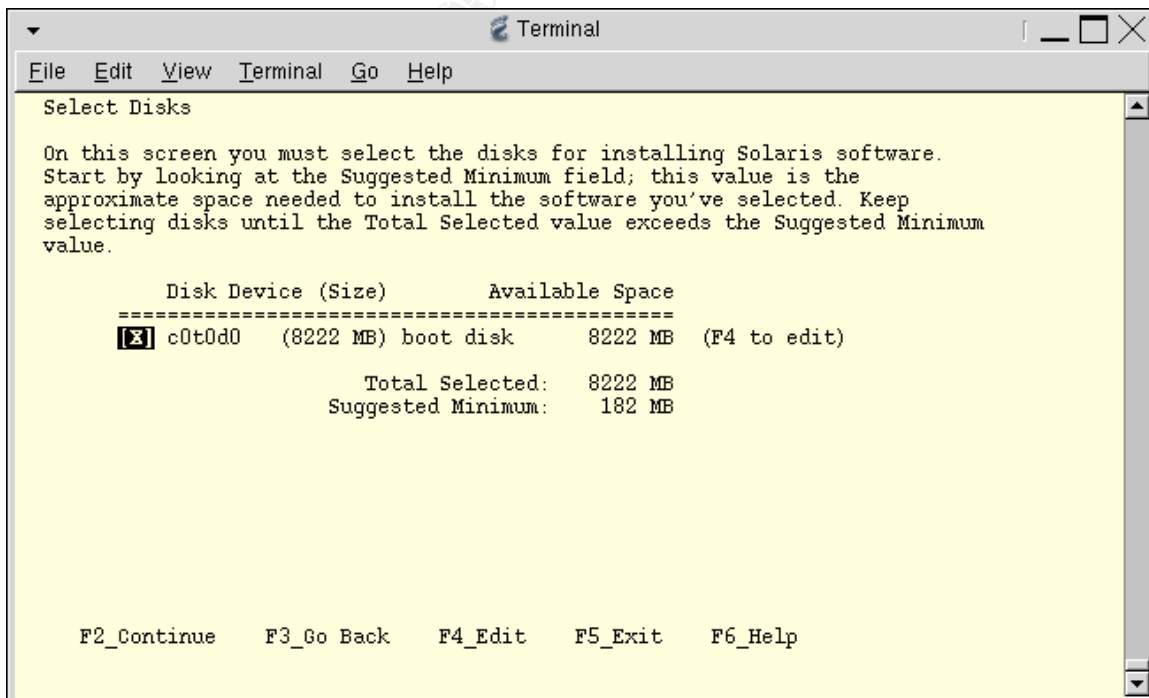 Terminal
File Edit View Terminal Go Help
Select Disks
On this screen you must select the disks for installing Solaris software.
Start by looking at the Suggested Minimum field; this value is the
approximate space needed to install the software you've selected. Keep
selecting disks until the Total Selected value exceeds the Suggested Minimum
value.
Disk Device (Size) Available Space
=============================================
[X] c0t0d0 (8222 MB) boot disk 8222 MB (F4 to edit)
Total Selected: 8222 MB
Suggested Minimum: 182 MB
F2_Continue F3_Go Back F4_Edit F5_Exit F6_Help